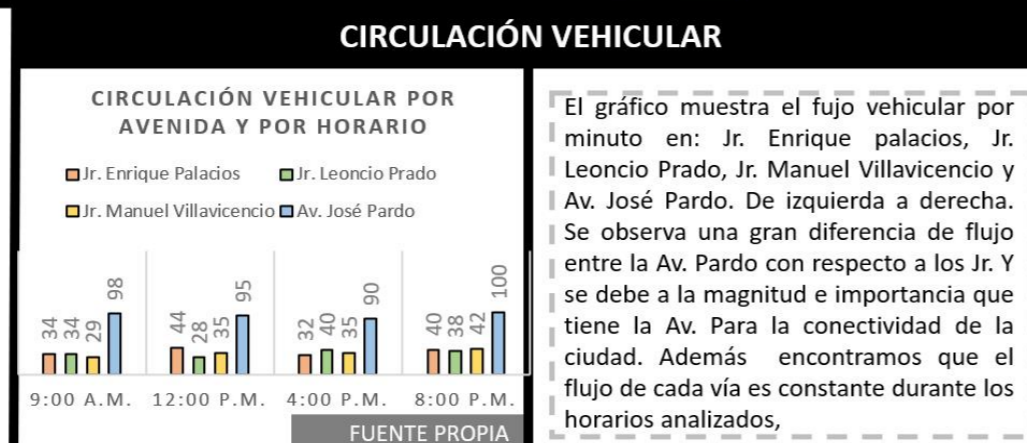 CIRCULACIÓN VEHICULAR
CIRCULACIÓN VEHICULAR POR
AVENIDA Y POR HORARIO
Jr. Enrique Palacios
Jr. Leoncio Prado
Jr. Manuel Villavicencio
Av. José Pardo
34 34 29 98
44 28 35 95
32 40 35 90
40 38 42 100
9:00 A.M. 12:00 P.M. 4:00 P.M. 8:00 P.M.
FUENTE PROPIA
El gráfico muestra el fujo vehicular por
minuto en: Jr. Enrique palacios, Jr.
Leoncio Prado, Jr. Manuel Villavicencio y
Av. José Pardo. De izquierda a derecha.
Se observa una gran diferencia de flujo
entre la Av. Pardo con respecto a los Jr. Y
se debe a la magnitud e importancia que
tiene la Av. Para la conectividad de la
ciudad. Además encontramos que el
flujo de cada vía es constante durante los
horarios analizados,